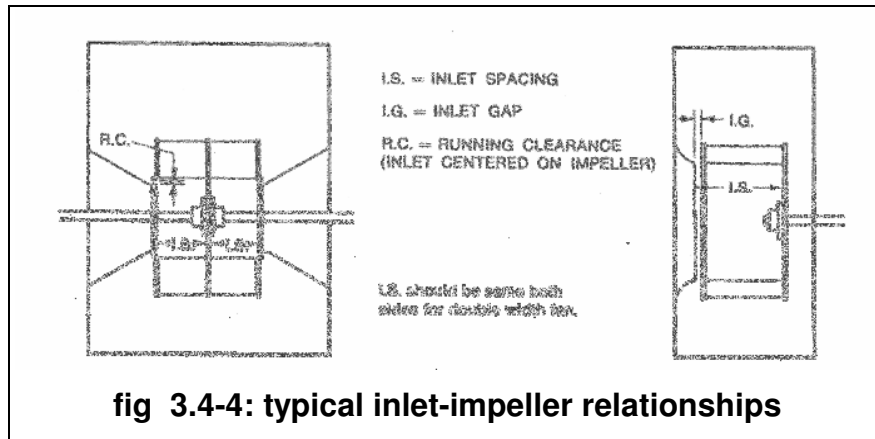 R.C.
I.S. = INLET SPACING
I.G. = INLET GAP
R.C. = RUNNING CLEARANCE
(INLET CENTERED ON IMPELLER)
I.S. I.S.
I.S. should be same both
sides for double width fan.
I.G.
I.S.
fig 3.4-4: typical inlet-impeller relationships